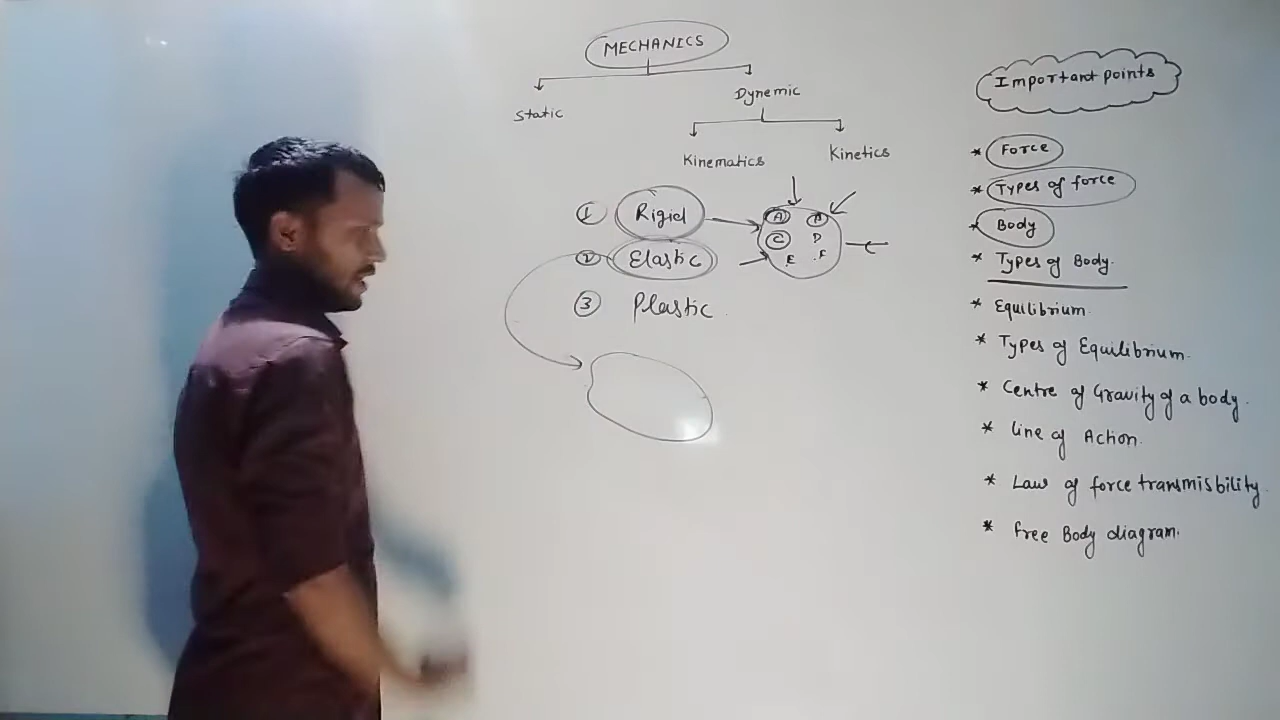 MECHANICS
Static
Dynemic
Kinematics
Kinetics
① Rigid
② Elastic
③ Plastic
A
C D
E F
Important points
* Force
* Types of force
* Body
* Types of Body.
* Equilibrium.
* Types of Equilibrium.
* Centre of Gravity of a body.
* line of Action.
* Law of force transmisbility.
* free Body diagram.